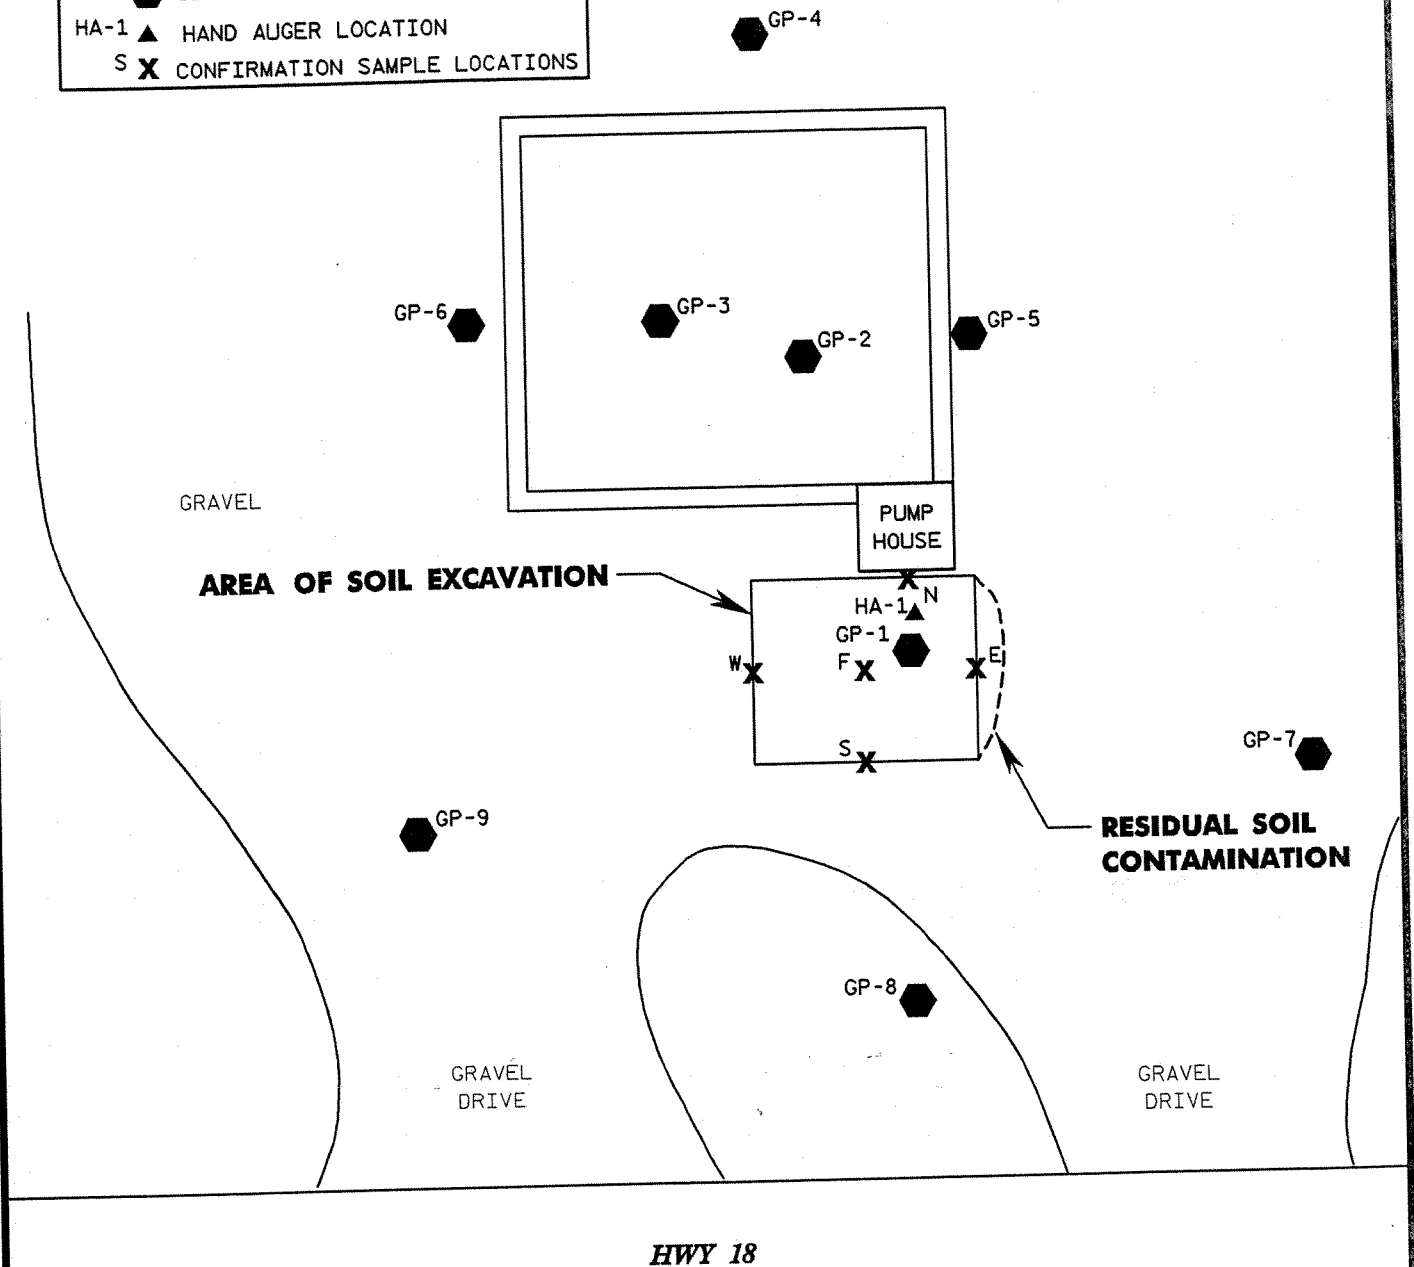 HA-1 HAND AUGER LOCATION
S X CONFIRMATION SAMPLE LOCATIONS
GP-4
GP-6
GP-3
GP-2
GP-5
GRAVEL
PUMP
HOUSE
AREA OF SOIL EXCAVATION
N
HA-1
GP-1
W
F
E
S
GP-7
GP-9
RESIDUAL SOIL
CONTAMINATION
GP-8
GRAVEL
DRIVE
GRAVEL
DRIVE
HWY 18